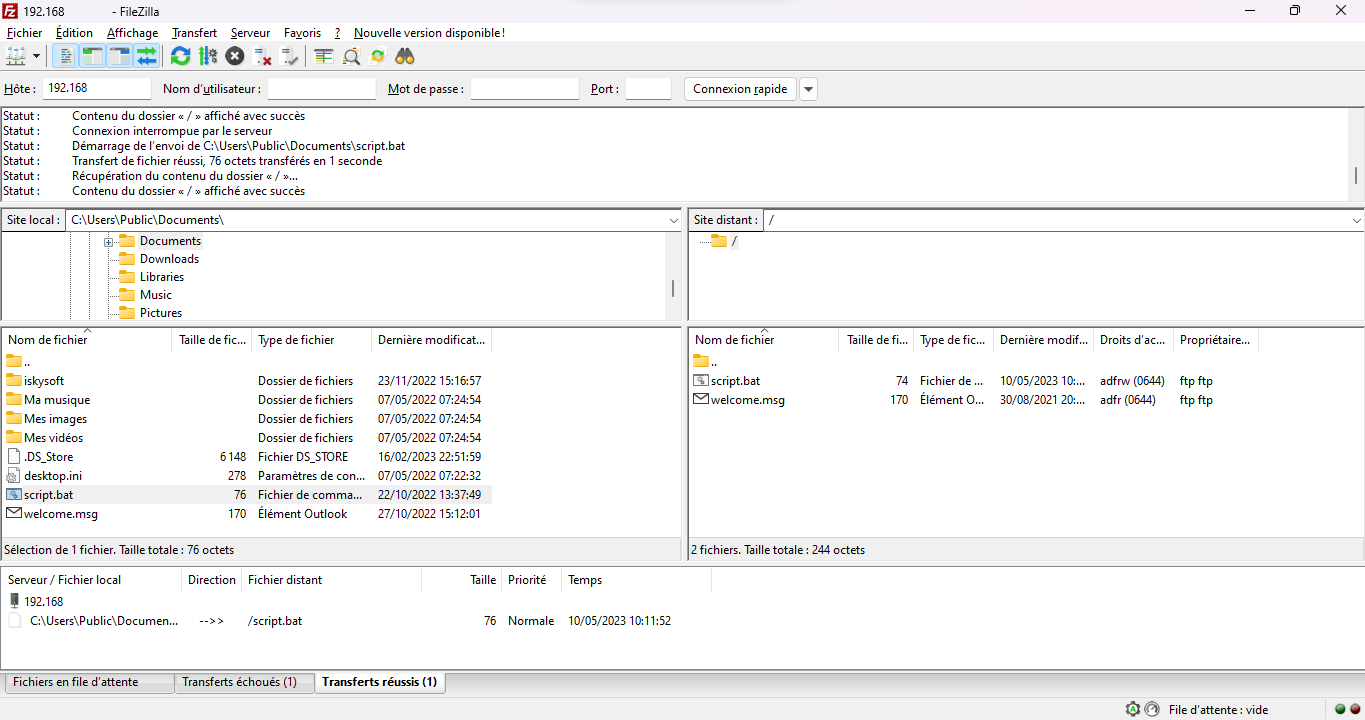 192.168 - FileZilla
Fichier Édition Affichage Transfert Serveur Favoris ? Nouvelle version disponible !
Hôte : 192.168 Nom d'utilisateur : Mot de passe : Port : Connexion rapide
Statut : Contenu du dossier « / » affiché avec succès
Statut : Connexion interrompue par le serveur
Statut : Démarrage de l'envoi de C:\Users\Public\Documents\script.bat
Statut : Transfert de fichier réussi, 76 octets transférés en 1 seconde
Statut : Récupération du contenu du dossier « / »...
Statut : Contenu du dossier « / » affiché avec succès
Site local : C:\Users\Public\Documents\
Documents
Downloads
Libraries
Music
Pictures
Site distant : /
/
Nom de fichier Taille de fic... Type de fichier Dernière modificat...
..
iskysoft Dossier de fichiers 23/11/2022 15:16:57
Ma musique Dossier de fichiers 07/05/2022 07:24:54
Mes images Dossier de fichiers 07/05/2022 07:24:54
Mes vidéos Dossier de fichiers 07/05/2022 07:24:54
.DS_Store 6 148 Fichier DS_STORE 16/02/2023 22:51:59
desktop.ini 278 Paramètres de con... 07/05/2022 07:22:32
script.bat 76 Fichier de comma... 22/10/2022 13:37:49
welcome.msg 170 Élément Outlook 27/10/2022 15:12:01
Sélection de 1 fichier. Taille totale : 76 octets
Nom de fichier Taille de fi... Type de fic... Dernière modif... Droits d'ac... Propriétaire...
..
script.bat 74 Fichier de ... 10/05/2023 10:... adfrw (0644) ftp ftp
welcome.msg 170 Élément O... 30/08/2021 20:... adfr (0644) ftp ftp
2 fichiers. Taille totale : 244 octets
Serveur / Fichier local Direction Fichier distant Taille Priorité Temps
192.168
C:\Users\Public\Documen... -->> /script.bat 76 Normale 10/05/2023 10:11:52
Fichiers en file d'attente Transferts échoués (1) Transferts réussis (1)
File d'attente : vide